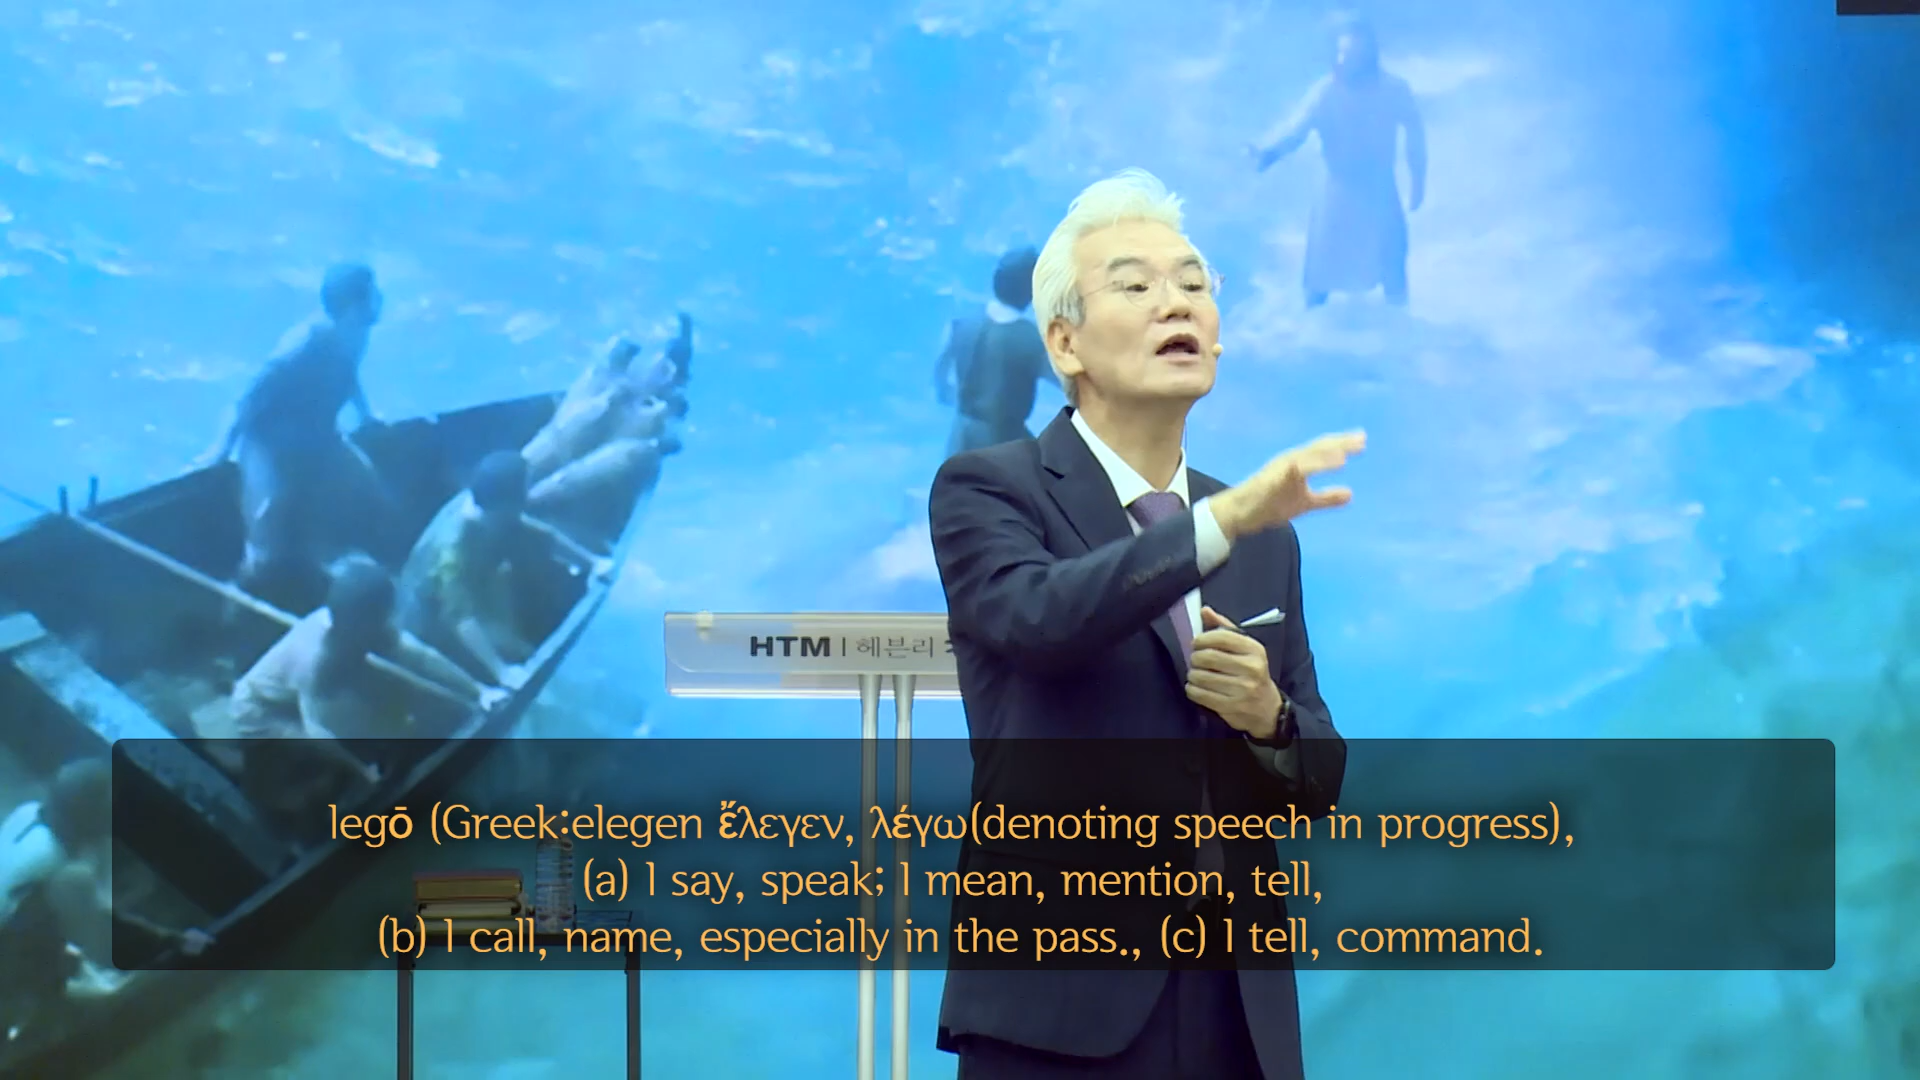 HTM | 헤븐리
legō (Greek:elegen ἔλεγεν, λέγω(denoting speech in progress),
(a) I say, speak; I mean, mention, tell,
(b) I call, name, especially in the pass., (c) I tell, command.